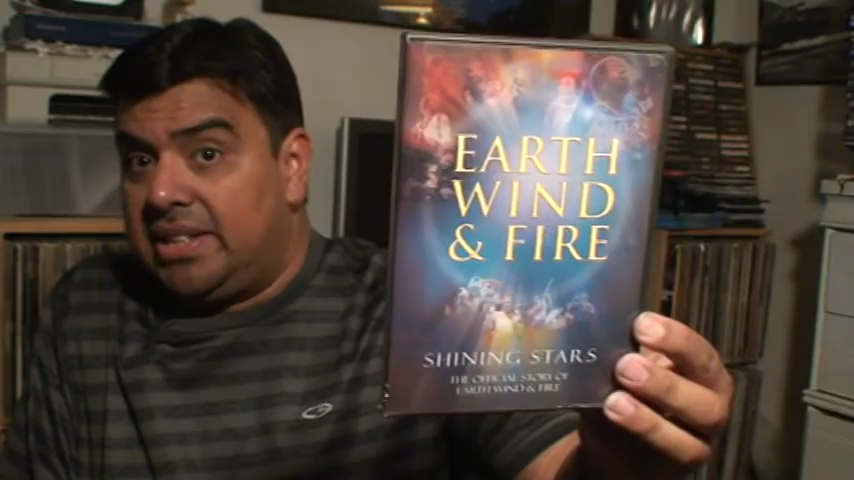 EARTH
WIND
& FIRE
SHINING STARS
THE OFFICIAL STORY OF
EARTH WIND & FIRE